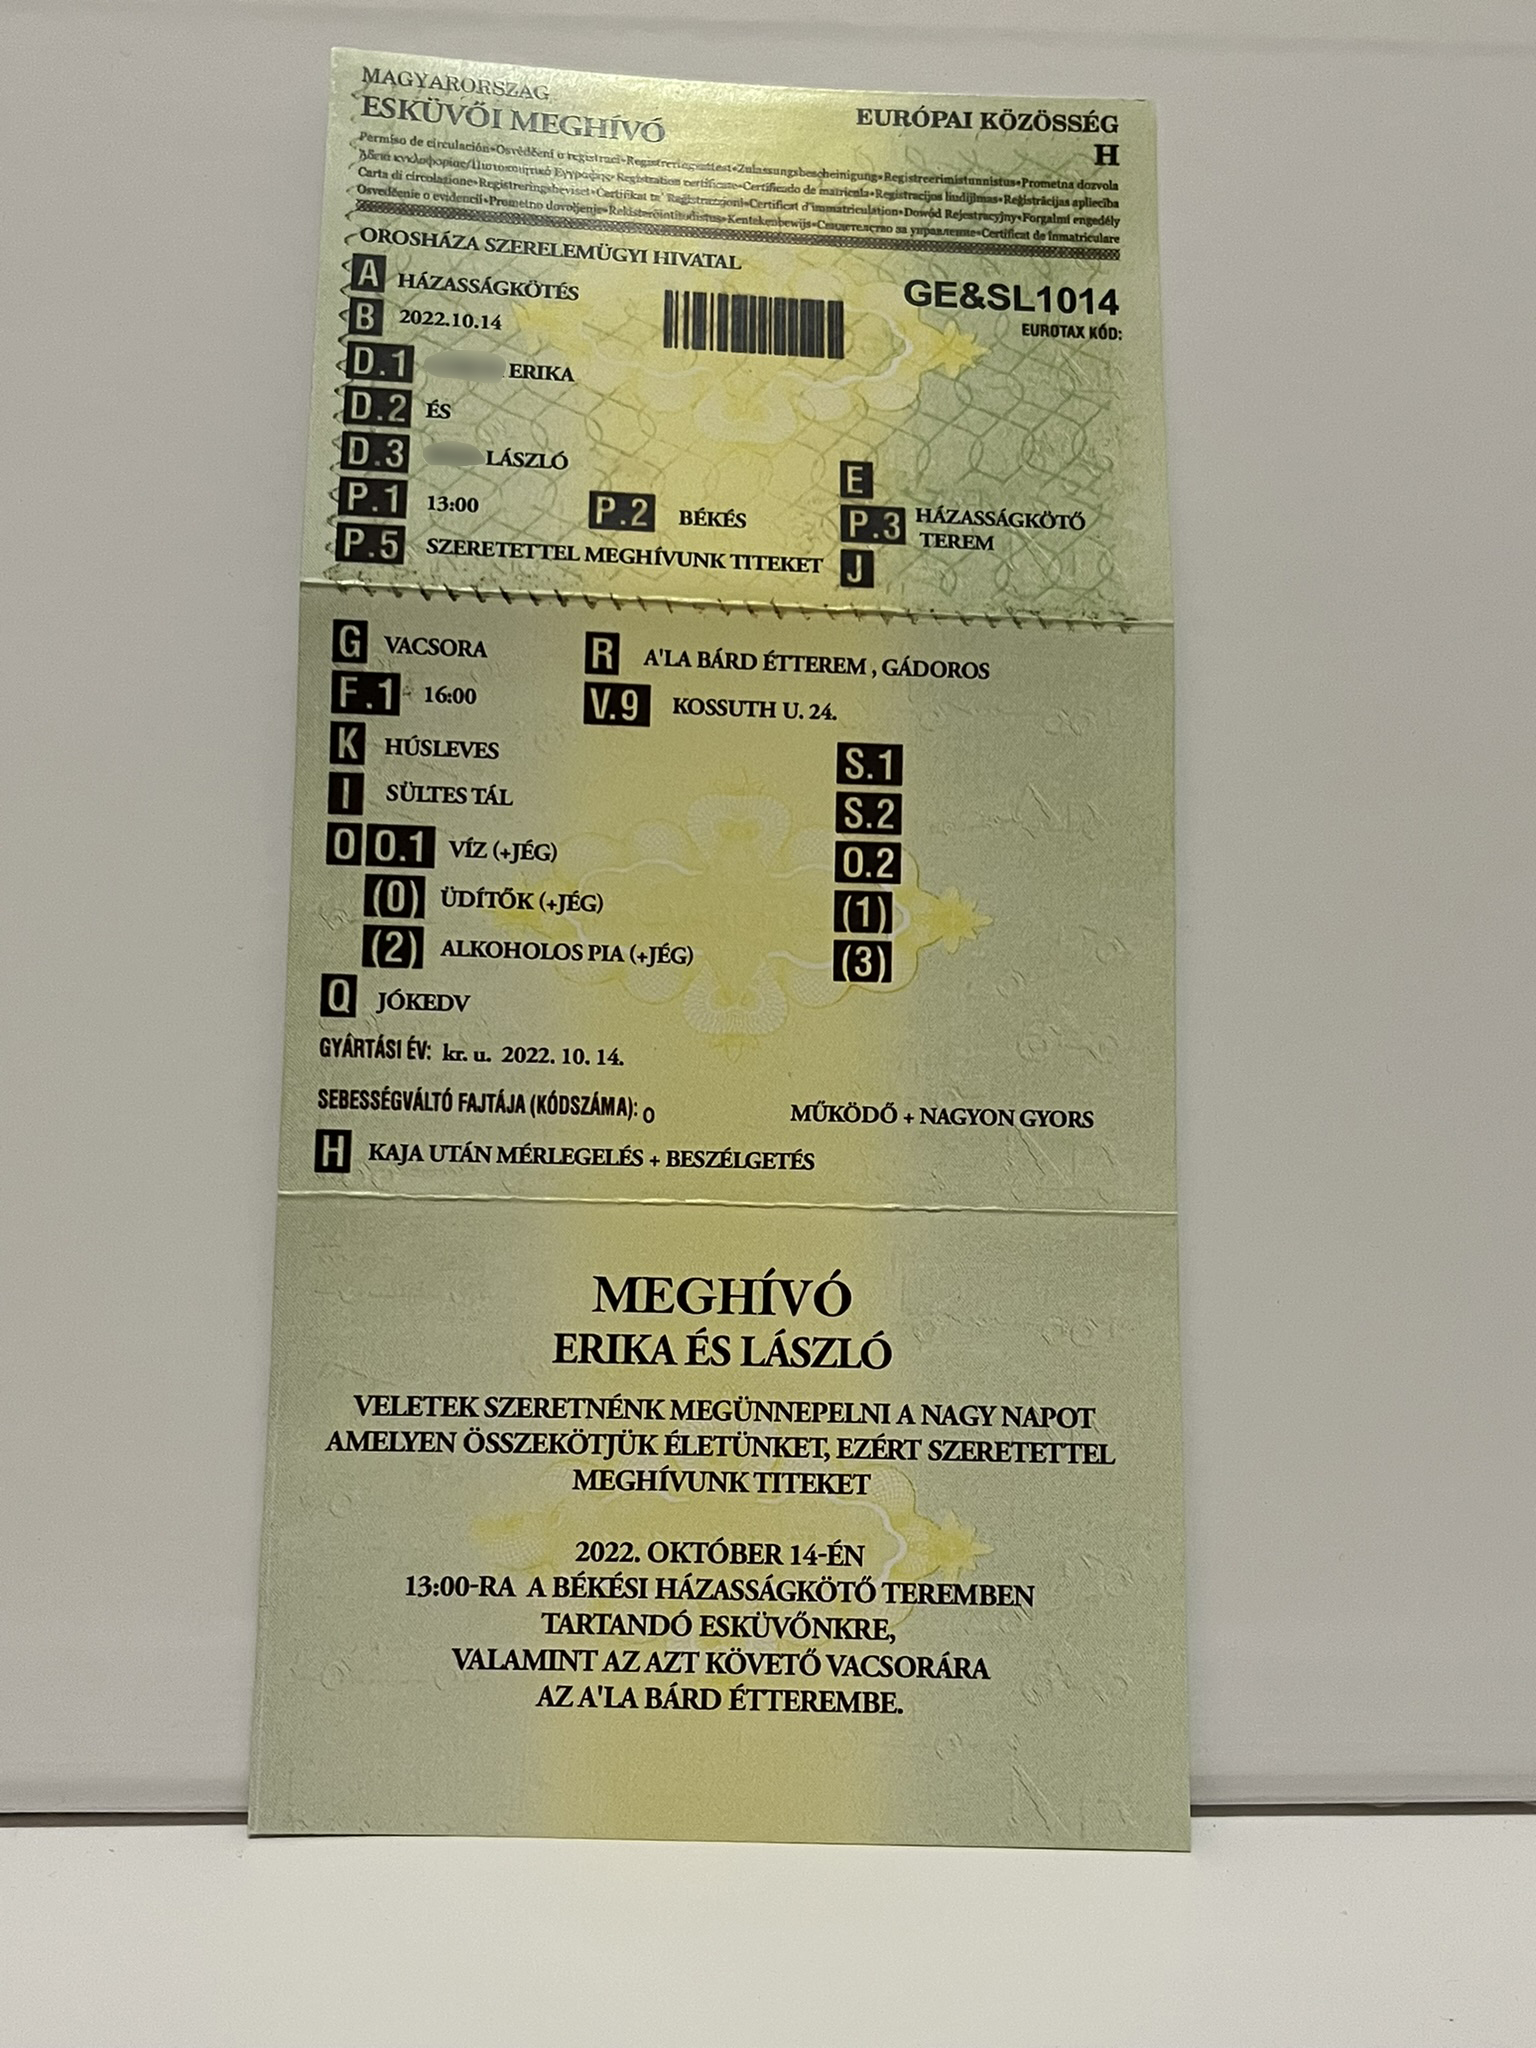 MAGYARORSZAG
ESKÜVŐI MEGHÍVÓ
EURÓPAI KÖZÖSSÉG
H
Permiso de circulación•Osvědčení o registraci•Registreringsattest•Zulassungsbescheinigung•Registreerimistunnistus•Prometna dozvola
Άδεια κυκλοφορίας/Πιστοποιητικό Εγγραφής•Registration certificate•Certificado de matrícula•Registracijos liudijimas•Reģistrācijas apliecība
Carta di circolazione•Registreringsbeviset•Certifikat ta' Registrazzjoni•Certificat d'immatriculation•Dowód Rejestracyjny•Forgalmi engedély
Osvedčenie o evidencii•Prometno dovoljenje•Rekisteröintitodistus•Kentekenbewijs•Свидетелство за управление•Certificat de înmatriculare
OROSHÁZA SZERELEMÜGYI HIVATAL
A HÁZASSÁGKÖTÉS
GE&SL1014
B 2022.10.14
EUROTAX KÓD:
D.1 ERIKA
D.2 ÉS
D.3 LÁSZLÓ
E
P.1 13:00 P.2 BÉKÉS P.3 HÁZASSÁGKÖTŐ
TEREM
P.5 SZERETETTEL MEGHÍVUNK TITEKET J
G VACSORA R A'LA BÁRD ÉTTEREM , GÁDOROS
F.1 16:00 V.9 KOSSUTH U. 24.
K HÚSLEVES S.1
I SÜLTES TÁL S.2
O O.1 VÍZ (+JÉG) O.2
(0) ÜDÍTŐK (+JÉG) (1)
(2) ALKOHOLOS PIA (+JÉG) (3)
Q JÓKEDV
GYÁRTÁSI ÉV: kr. u. 2022. 10. 14.
SEBESSÉGVÁLTÓ FAJTÁJA (KÓDSZÁMA): 0 MŰKÖDŐ + NAGYON GYORS
H KAJA UTÁN MÉRLEGELÉS + BESZÉLGETÉS
MEGHÍVÓ
ERIKA ÉS LÁSZLÓ
VELETEK SZERETNÉNK MEGÜNNEPELNI A NAGY NAPOT
AMELYEN ÖSSZEKÖTJÜK ÉLETÜNKET, EZÉRT SZERETETTEL
MEGHÍVUNK TITEKET
2022. OKTÓBER 14-ÉN
13:00-RA A BÉKÉSI HÁZASSÁGKÖTŐ TEREMBEN
TARTANDÓ ESKÜVŐNKRE,
VALAMINT AZ AZT KÖVETŐ VACSORÁRA
AZ A'LA BÁRD ÉTTEREMBE.